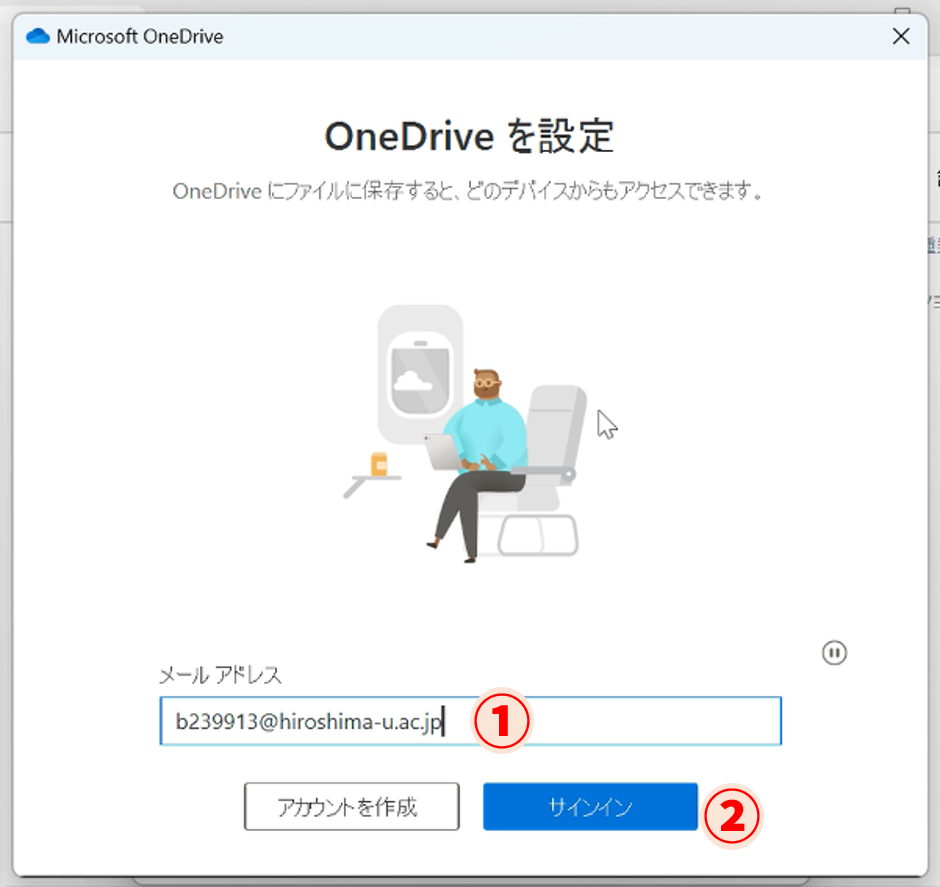 Microsoft OneDrive
OneDrive を設定
OneDrive にファイルに保存すると、どのデバイスからもアクセスできます。
メール アドレス
b239913@hiroshima-u.ac.jp
1
アカウントを作成
サインイン
2